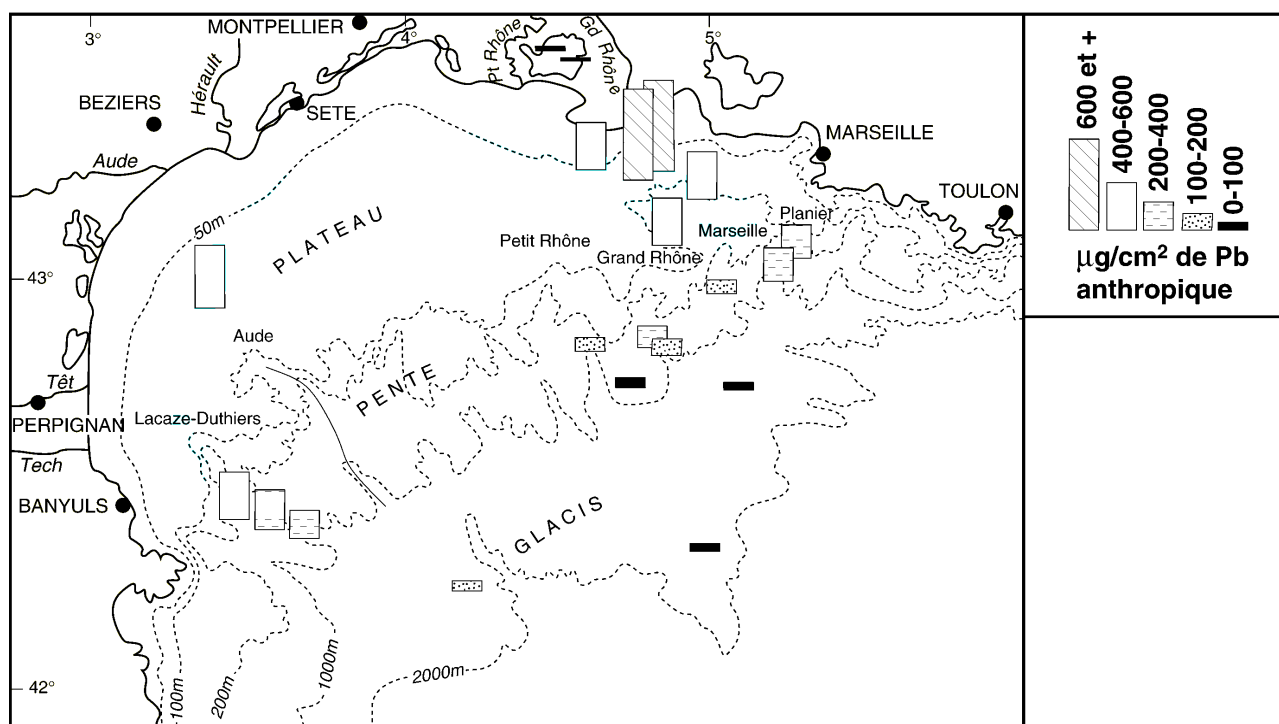 MONTPELLIER
3°
4°
5°
Pt Rhône
Gd Rhône
Hérault
BEZIERS
SETE
MARSEILLE
Aude
TOULON
Planier
50m
PLATEAU
Marseille
Petit Rhône
Grand Rhône
43°
Aude
PENTE
Têt
PERPIGNAN
Lacaze-Duthiers
Tech
BANYULS
GLACIS
2000m
1000m
200m
100m
42°
600 et +
400-600
200-400
100-200
0-100
µg/cm² de Pb
anthropique